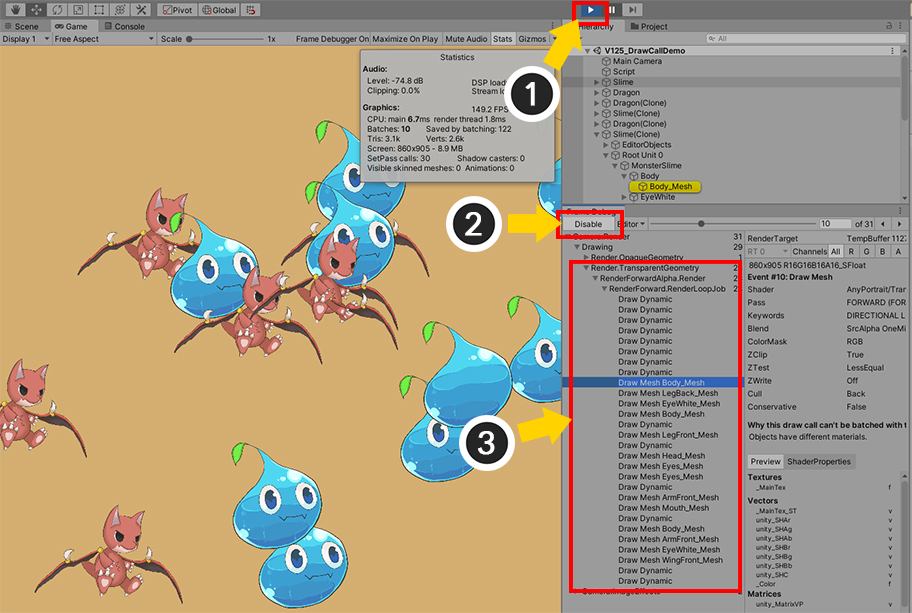 Pivot Global
Scene Game Console
Hierarchy Project
Display 1 Free Aspect Scale 1x Frame Debugger On Maximize On Play Mute Audio Stats Gizmos
All
Statistics
Audio:
Level: -74.8 dB DSP load
Clipping: 0.0% Stream
Graphics: 149.2 FPS
CPU: main 6.7ms render thread 1.8ms
Batches: 10 Saved by batching: 122
Tris: 3.1k Verts: 2.6k
Screen: 860x905 - 8.9 MB
SetPass calls: 30 Shadow casters: 0
Visible skinned meshes: 0 Animations: 0
V125_DrawCallDemo
Main Camera
Script
Slime
Dragon
Dragon(Clone)
Slime(Clone)
Dragon(Clone)
Slime(Clone)
EditorObjects
Root Unit 0
MonsterSlime
Body
Body_Mesh
EyeWhite
1
2
3
Disable Editor 10 of 31
31
Drawing 29
Render.OpaqueGeometry 1
Render.TransparentGeometry 2
RenderForwardAlpha.Render 2
RenderForward.RenderLoopJob 2
Draw Dynamic
Draw Dynamic
Draw Dynamic
Draw Dynamic
Draw Dynamic
Draw Dynamic
Draw Dynamic
Draw Dynamic
Draw Mesh Body_Mesh
Draw Mesh LegBack_Mesh
Draw Mesh EyeWhite_Mesh
Draw Mesh Body_Mesh
Draw Dynamic
Draw Mesh LegFront_Mesh
Draw Dynamic
Draw Mesh Head_Mesh
Draw Mesh Eyes_Mesh
Draw Mesh Eyes_Mesh
Draw Dynamic
Draw Mesh ArmFront_Mesh
Draw Mesh Mouth_Mesh
Draw Dynamic
Draw Mesh Body_Mesh
Draw Mesh ArmFront_Mesh
Draw Mesh EyeWhite_Mesh
Draw Mesh WingFront_Mesh
Draw Dynamic
Draw Dynamic
RenderTarget TempBuffer 112
RT 0 Channels All R G B A
860x905 R16G16B16A16_SFloat
Event #10: Draw Mesh
Shader AnyPortrait/Tran
Pass FORWARD (FOR
Keywords DIRECTIONAL L
Blend SrcAlpha OneMi
ColorMask RGB
ZClip True
ZTest LessEqual
ZWrite Off
Cull Back
Conservative False
Why this draw call can't be batched with t
Objects have different materials.
Preview ShaderProperties
Textures
_MainTex f
Vectors
_MainTex_ST v
unity_SHAr v
unity_SHAg v
unity_SHAb v
unity_SHBr v
unity_SHBg v
unity_SHBb v
unity_SHC v
_Color f
Matrices
unity_MatrixVP v